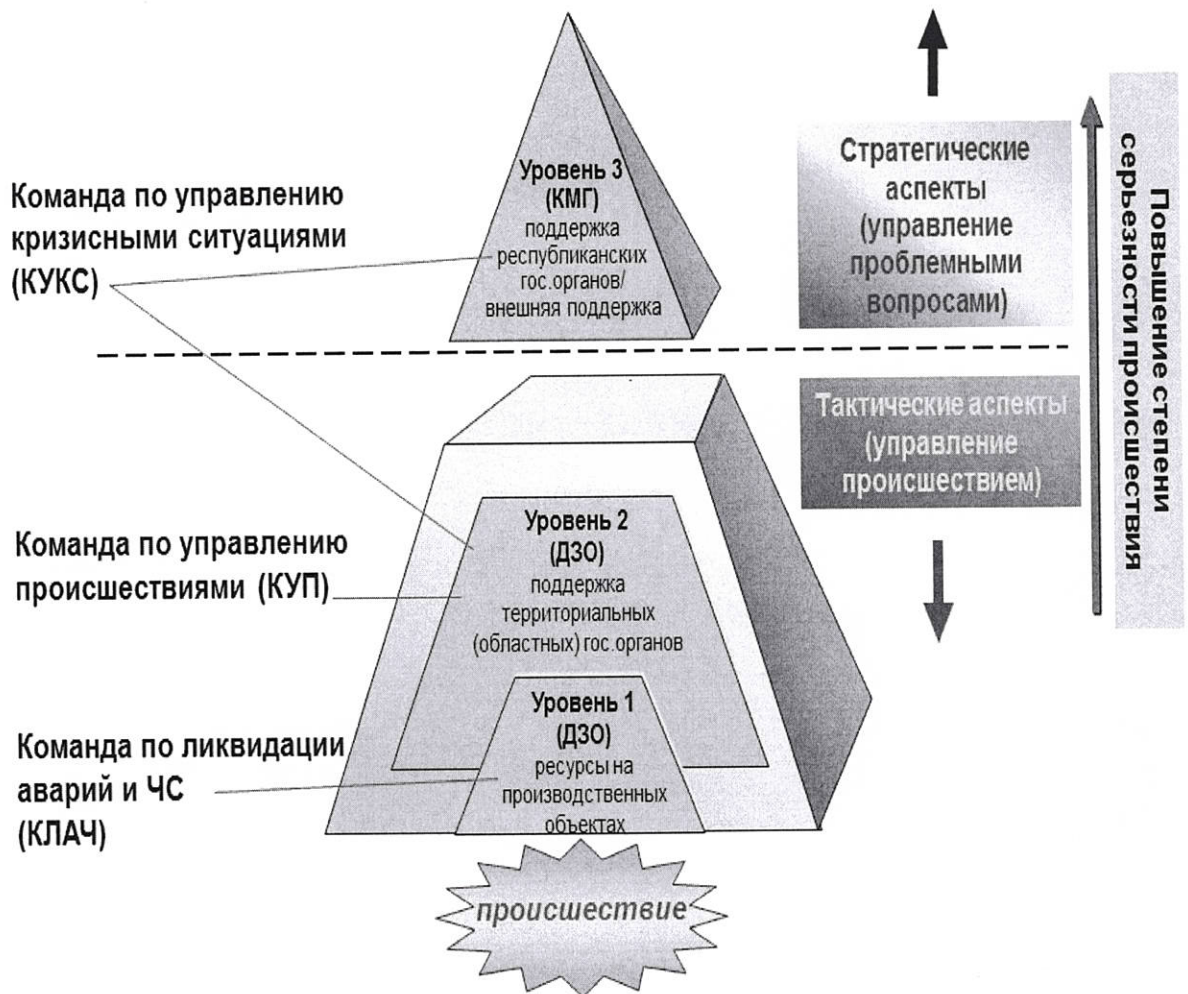 Уровень 3
(КМГ)
поддержка
республиканских
гос.органов/
внешняя поддержка
Команда по управлению
кризисными ситуациями
(КУКС)
Стратегические
аспекты
(управление
проблемными
вопросами)
Повышение степени
серьезности происшествия
Тактические аспекты
(управление
происшествием)
Команда по управлению
происшествиями (КУП)
Уровень 2
(ДЗО)
поддержка
территориальных
(областных) гос.органов
Команда по ликвидации
аварий и ЧС
(КЛАЧ)
Уровень 1
(ДЗО)
ресурсы на
производственных
объектах
происшествие